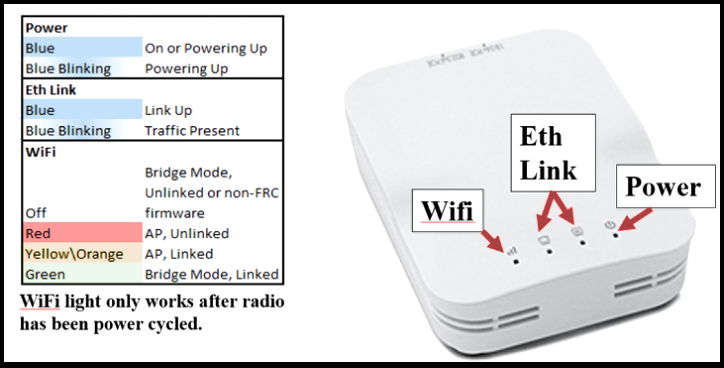 Power
Blue On or Powering Up
Blue Blinking Powering Up
Eth Link
Blue Link Up
Blue Blinking Traffic Present
WiFi
Bridge Mode,
Unlinked or non-FRC
Off firmware
Red AP, Unlinked
Yellow\Orange AP, Linked
Green Bridge Mode, Linked
WiFi light only works after radio
has been power cycled.
Eth
Link
Power
Wifi